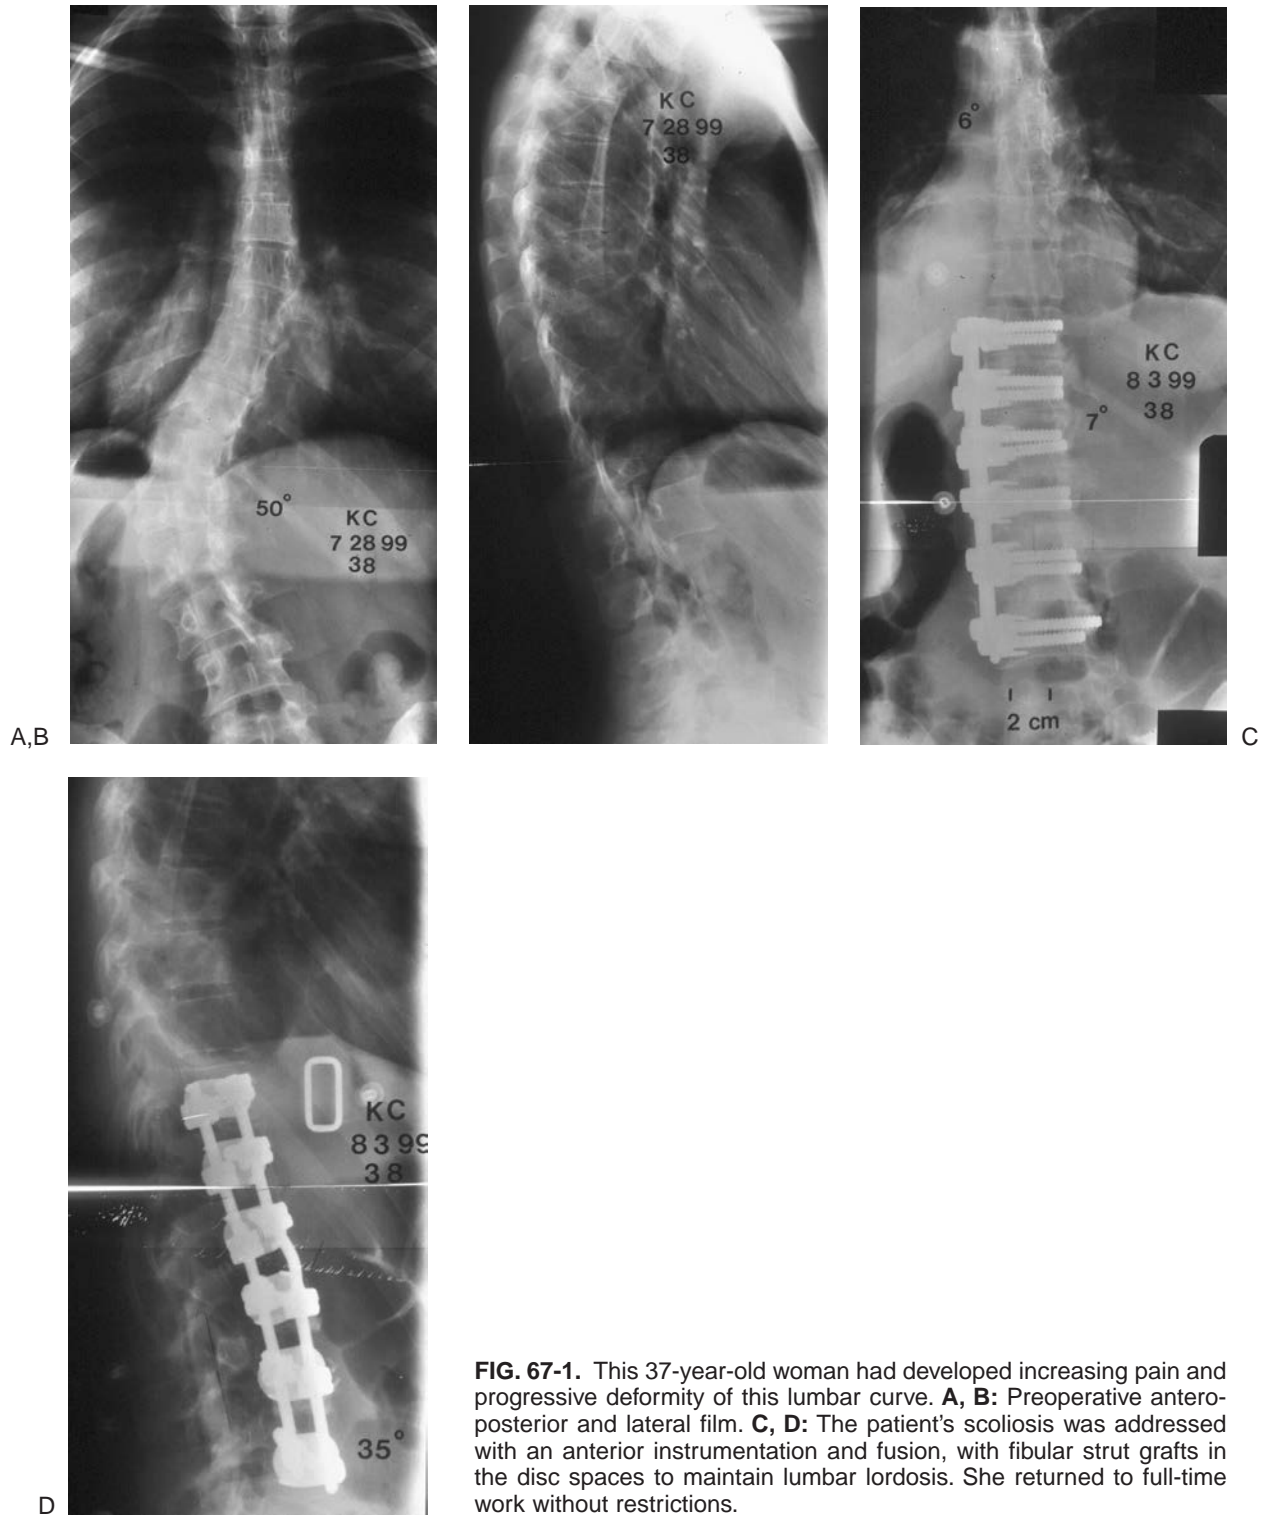 K C
7 28 99
38
50°
K C
7 28 99
38
6°
K C
8 3 99
38
7°
2 cm
A,B
C
K C
8 3 99
38
35°
D
FIG. 67-1. This 37-year-old woman had developed increasing pain and
progressive deformity of this lumbar curve. A, B: Preoperative antero-
posterior and lateral film. C, D: The patient's scoliosis was addressed
with an anterior instrumentation and fusion, with fibular strut grafts in
the disc spaces to maintain lumbar lordosis. She returned to full-time
work without restrictions.